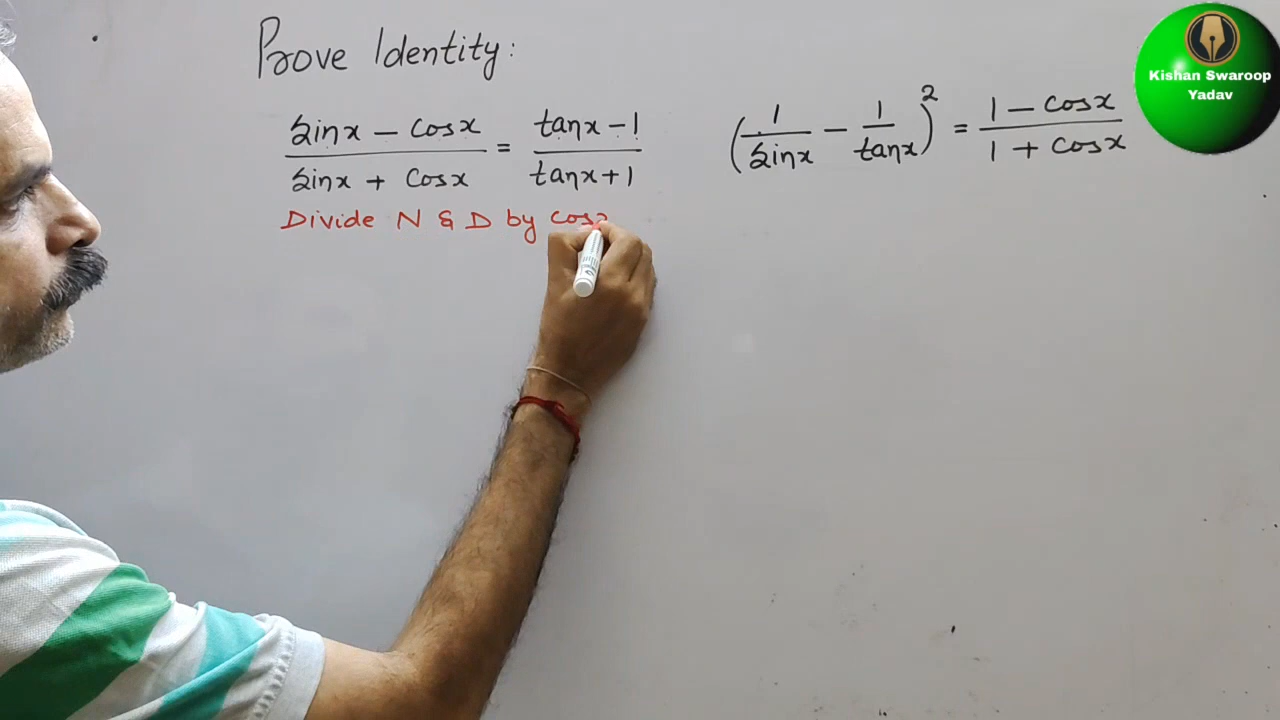 Prove Identity:
sinx - cosx / sinx + cosx = tanx - 1 / tanx + 1
(1/sinx - 1/tanx)² = 1 - cosx / 1 + cosx
Divide N & D by cosx
Kishan Swaroop
Yadav